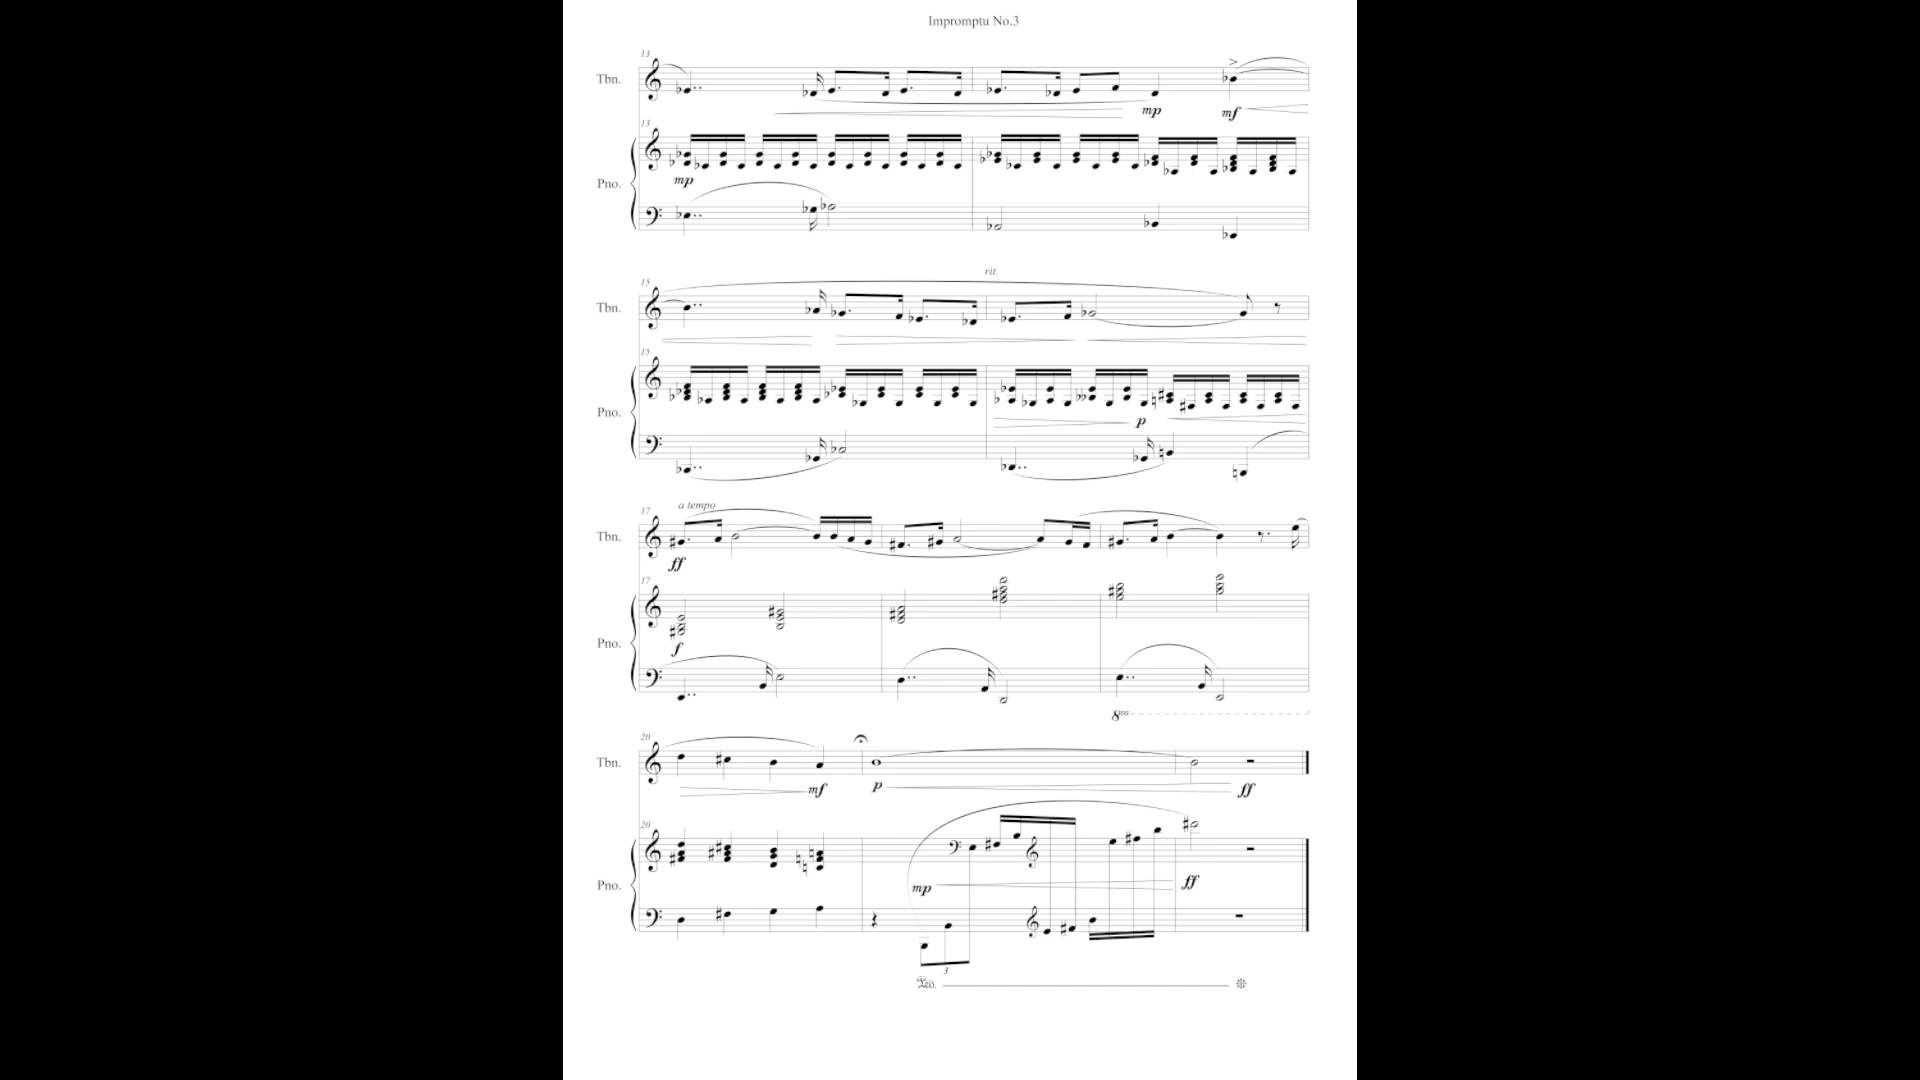 Impromptu No.3
13
Tbn.
mp
mf
13
Pno.
mp
15
rit.
Tbn.
15
Pno.
p
17
a tempo
Tbn.
ff
17
Pno.
f
8va
20
Tbn.
mf
p
ff
20
Pno.
mp
ff
3
Ped.